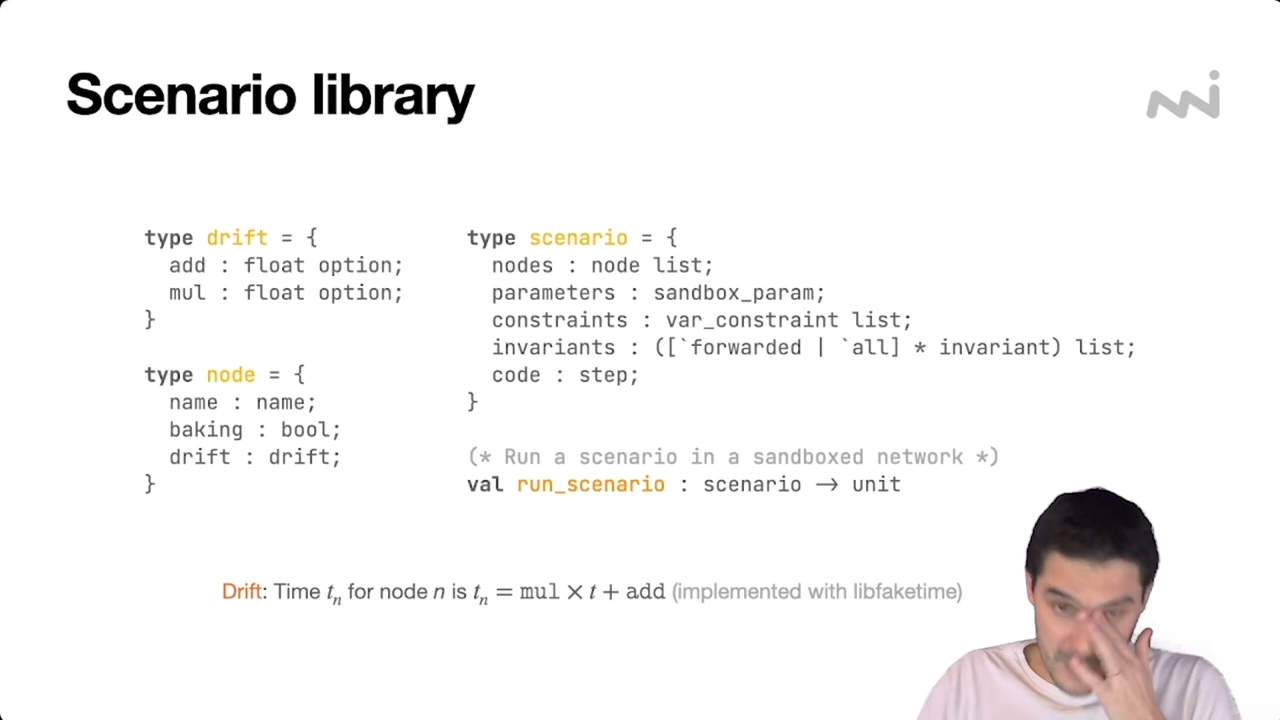 Scenario library
type drift = {
add : float option;
mul : float option;
}
type node = {
name : name;
baking : bool;
drift : drift;
}
type scenario = {
nodes : node list;
parameters : sandbox_param;
constraints : var_constraint list;
invariants : ([`forwarded | `all] * invariant) list;
code : step;
}
(* Run a scenario in a sandboxed network *)
val run_scenario : scenario → unit
Drift: Time tₙ for node n is tₙ = mul × t + add (implemented with libfaketime)